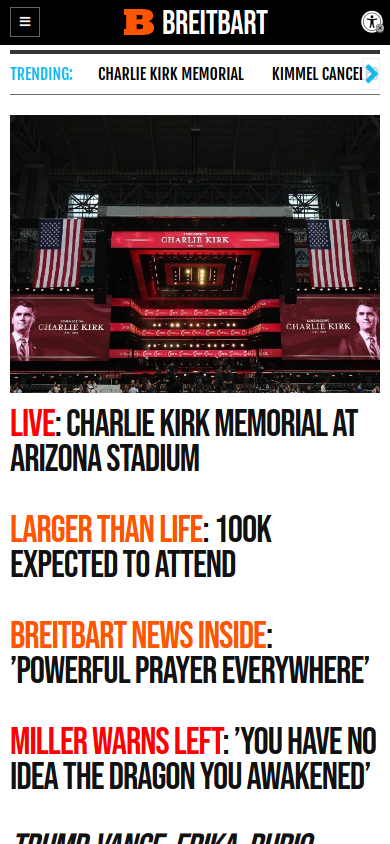 B BREITBART
TRENDING: CHARLIE KIRK MEMORIAL KIMMEL CANCEL
CHARLIE KIRK
CHARLIE KIRK
CHARLIE KIRK
LIVE: CHARLIE KIRK MEMORIAL AT
ARIZONA STADIUM
LARGER THAN LIFE: 100K
EXPECTED TO ATTEND
BREITBART NEWS INSIDE:
’POWERFUL PRAYER EVERYWHERE’
MILLER WARNS LEFT: ’YOU HAVE NO
IDEA THE DRAGON YOU AWAKENED’
TRUMP, VANCE, ERIKA, RUBIO